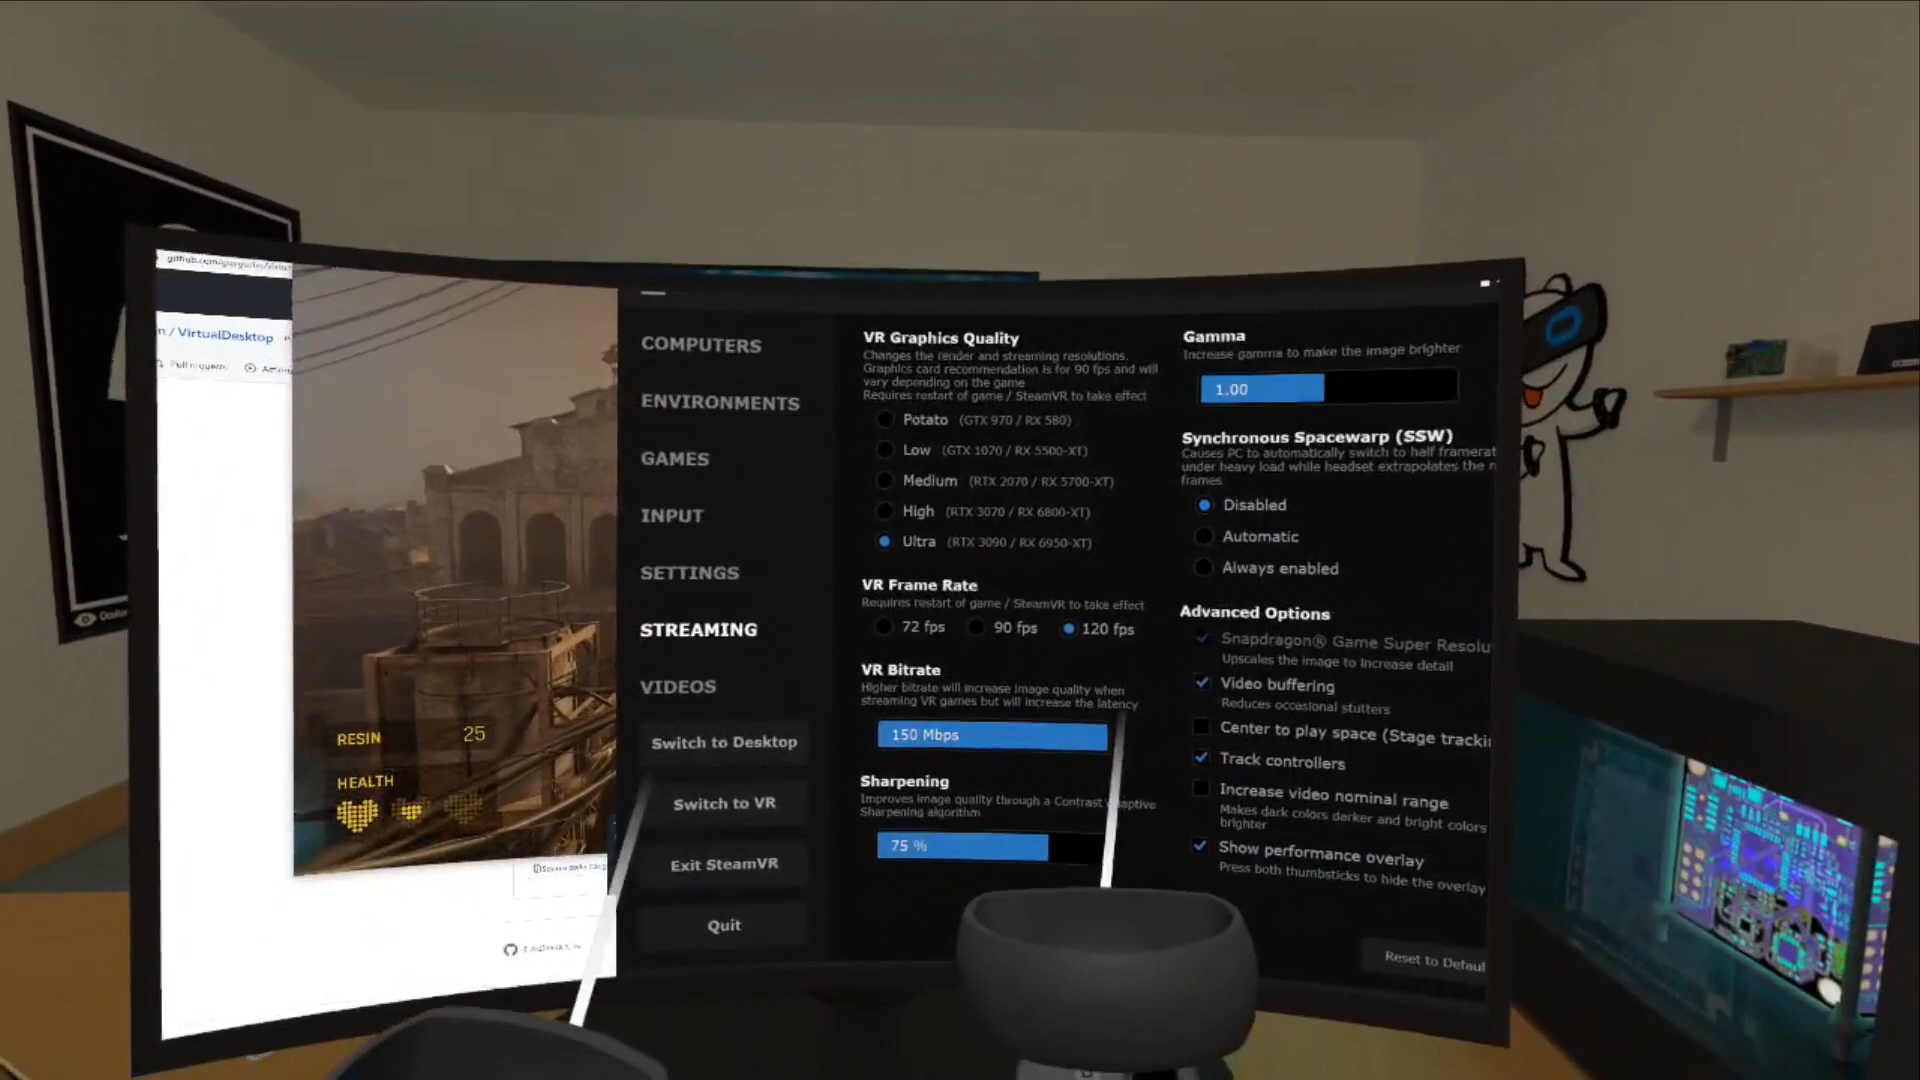 n / VirtualDesktop
RESIN 25
HEALTH
COMPUTERS
ENVIRONMENTS
GAMES
INPUT
SETTINGS
STREAMING
VIDEOS
Switch to Desktop
Switch to VR
Exit SteamVR
Quit
VR Graphics Quality
Changes the render and streaming resolutions.
Graphics card recommendation is for 90 fps and will
vary depending on the game
Requires restart of game / SteamVR to take effect
Potato (GTX 970 / RX 580)
Low (GTX 1070 / RX 5500-XT)
Medium (RTX 2070 / RX 5700-XT)
High (RTX 3070 / RX 6800-XT)
Ultra (RTX 3090 / RX 6950-XT)
VR Frame Rate
Requires restart of game / SteamVR to take effect
72 fps 90 fps 120 fps
VR Bitrate
Higher bitrate will increase image quality when
streaming VR games but will increase the latency
150 Mbps
Sharpening
Improves image quality through a Contrast
Sharpening algorithm
75 %
Gamma
Increase gamma to make the image brighter
1.00
Synchronous Spacewarp (SSW)
Causes PC to automatically switch to half framerat
under heavy load while headset extrapolates the n
frames
Disabled
Automatic
Always enabled
Advanced Options
Snapdragon® Game Super Resolu
Upscales the image to increase detail
Video buffering
Reduces occasional stutters
Center to play space (Stage tracki
Track controllers
Increase video nominal range
Makes dark colors darker and bright colors
brighter
Show performance overlay
Press both thumbsticks to hide the overlay
Reset to Defaul